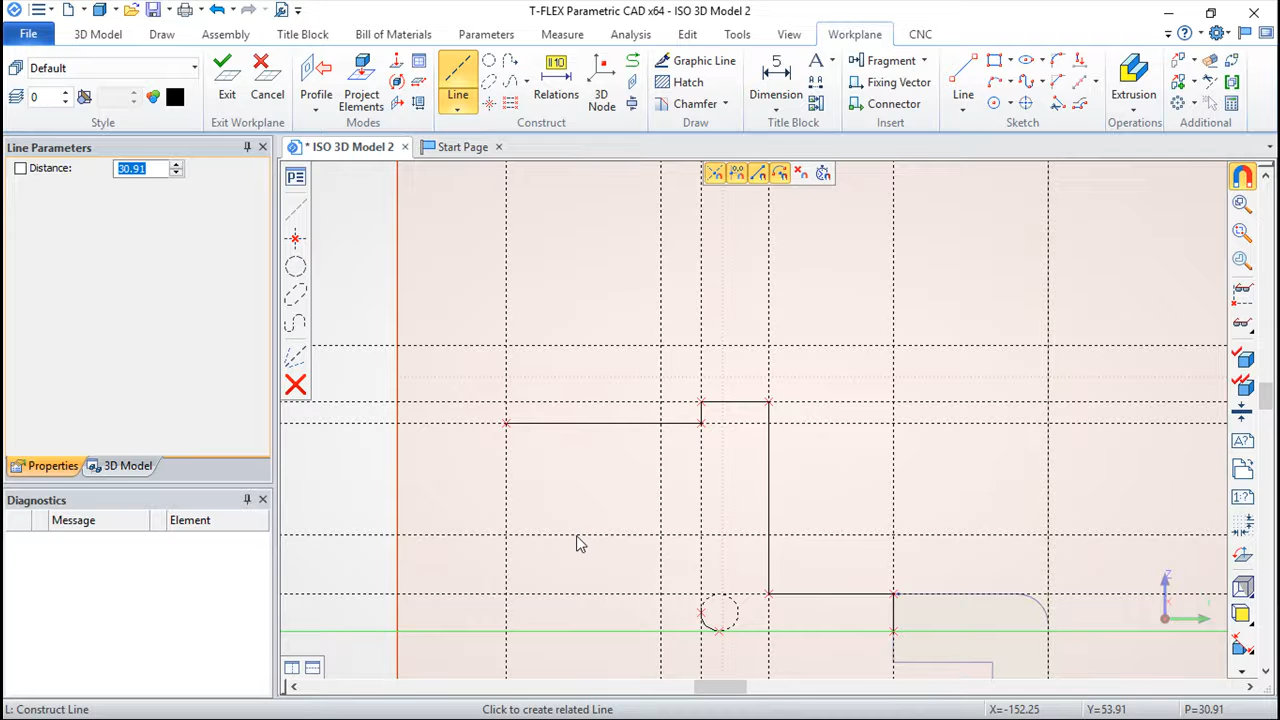 T-FLEX Parametric CAD x64 - ISO 3D Model 2
File 3D Model Draw Assembly Title Block Bill of Materials Parameters Measure Analysis Edit Tools View Workplane CNC
Default
0
Style
Exit Cancel
Exit Workplane
Profile Project Elements
Modes
Line Relations 3D Node
Construct
Graphic Line
Hatch
Chamfer
Draw
5
Dimension
Title Block
Fragment
Fixing Vector
Connector
Insert
Line
Sketch
Extrusion
Operations
Additional
Line Parameters
* ISO 3D Model 2 Start Page
Distance: 30.91
Properties 3D Model
Diagnostics
Message Element
L: Construct Line Click to create related Line X=-152.25 Y=53.91 P=30.91